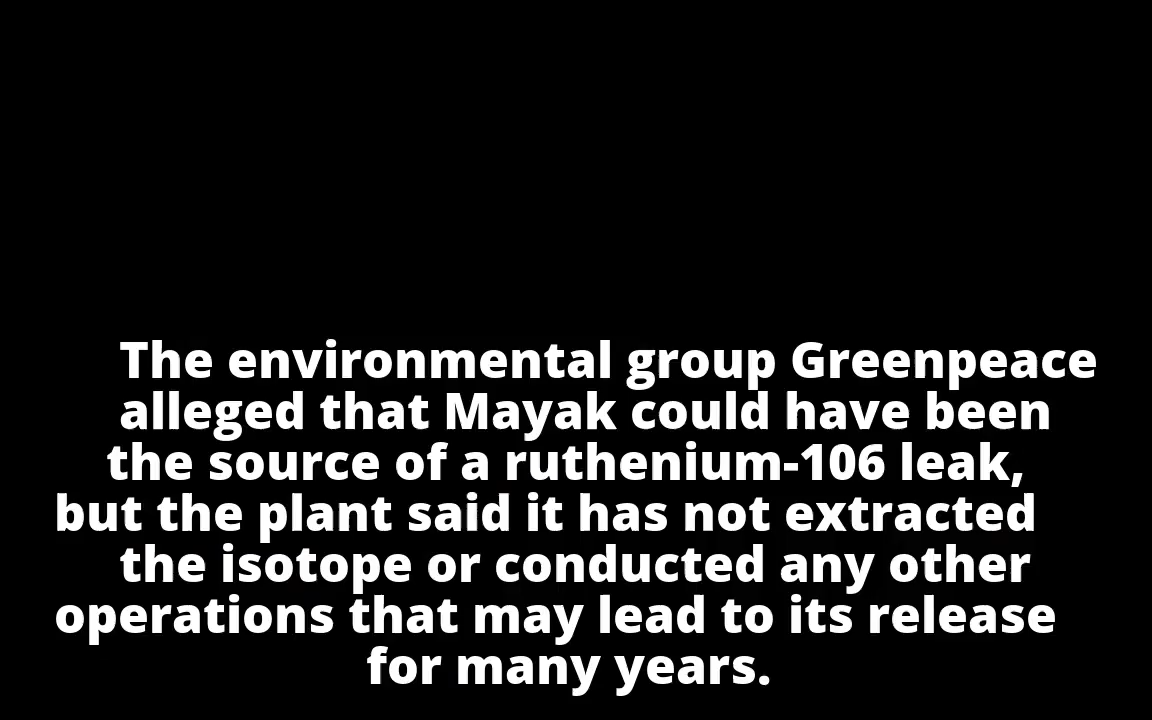 The environmental group Greenpeace
alleged that Mayak could have been
the source of a ruthenium-106 leak,
but the plant said it has not extracted
the isotope or conducted any other
operations that may lead to its release
for many years.